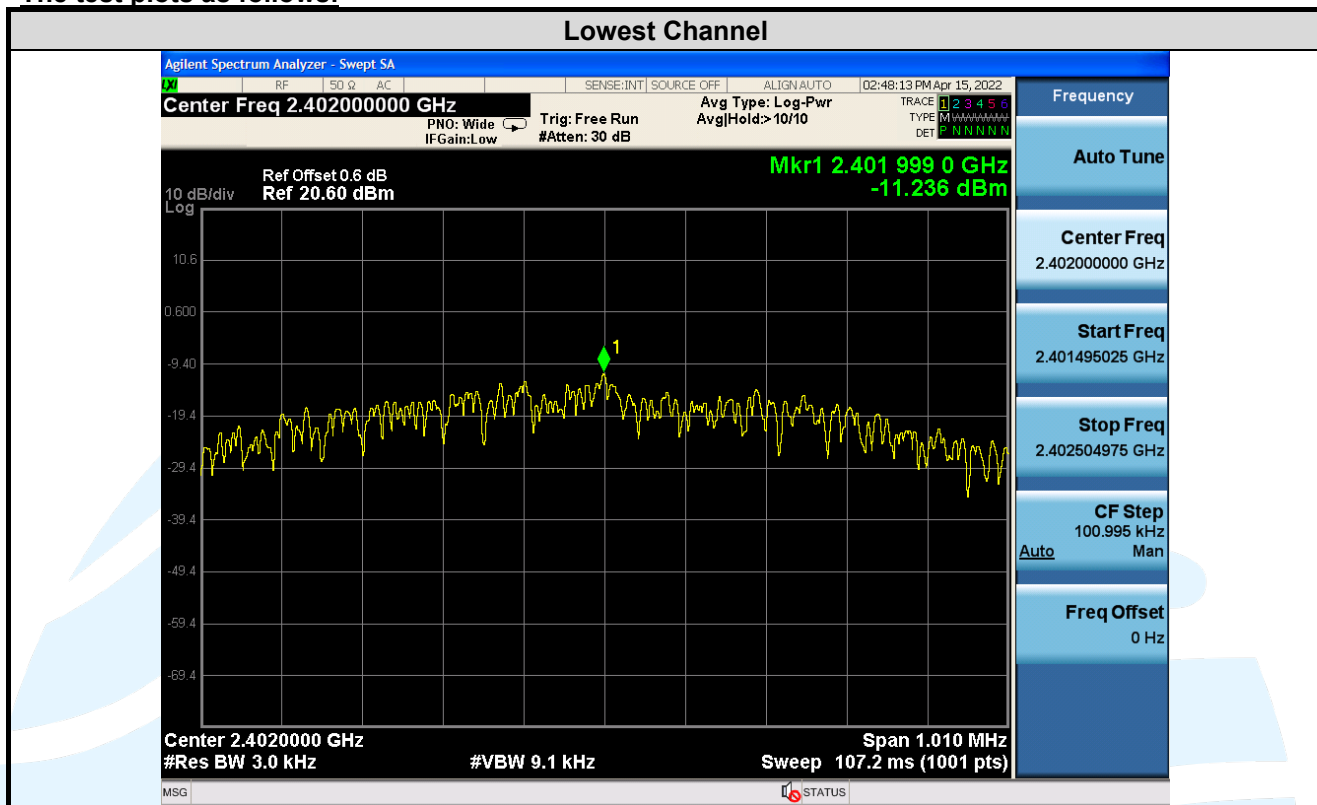 The test plots as follows:
Lowest Channel
Agilent Spectrum Analyzer - Swept SA
LXI RF 50 Ω AC SENSE:INT SOURCE OFF ALIGN AUTO 02:48:13 PM Apr 15, 2022
Center Freq 2.402000000 GHz
PNO: Wide
IFGain:Low
Trig: Free Run
#Atten: 30 dB
Avg Type: Log-Pwr
Avg|Hold:>10/10
TRACE 1 2 3 4 5 6
TYPE M
DET P N N N N N
Mkr1 2.401 999 0 GHz
-11.236 dBm
Ref Offset 0.6 dB
10 dB/div Ref 20.60 dBm
Log
1
10.6
0.600
-9.40
-19.4
-29.4
-39.4
-49.4
-59.4
-69.4
Center 2.4020000 GHz Span 1.010 MHz
#Res BW 3.0 kHz #VBW 9.1 kHz Sweep 107.2 ms (1001 pts)
MSG STATUS
Frequency
Auto Tune
Center Freq
2.402000000 GHz
Start Freq
2.401495025 GHz
Stop Freq
2.402504975 GHz
CF Step
100.995 kHz
Auto Man
Freq Offset
0 Hz